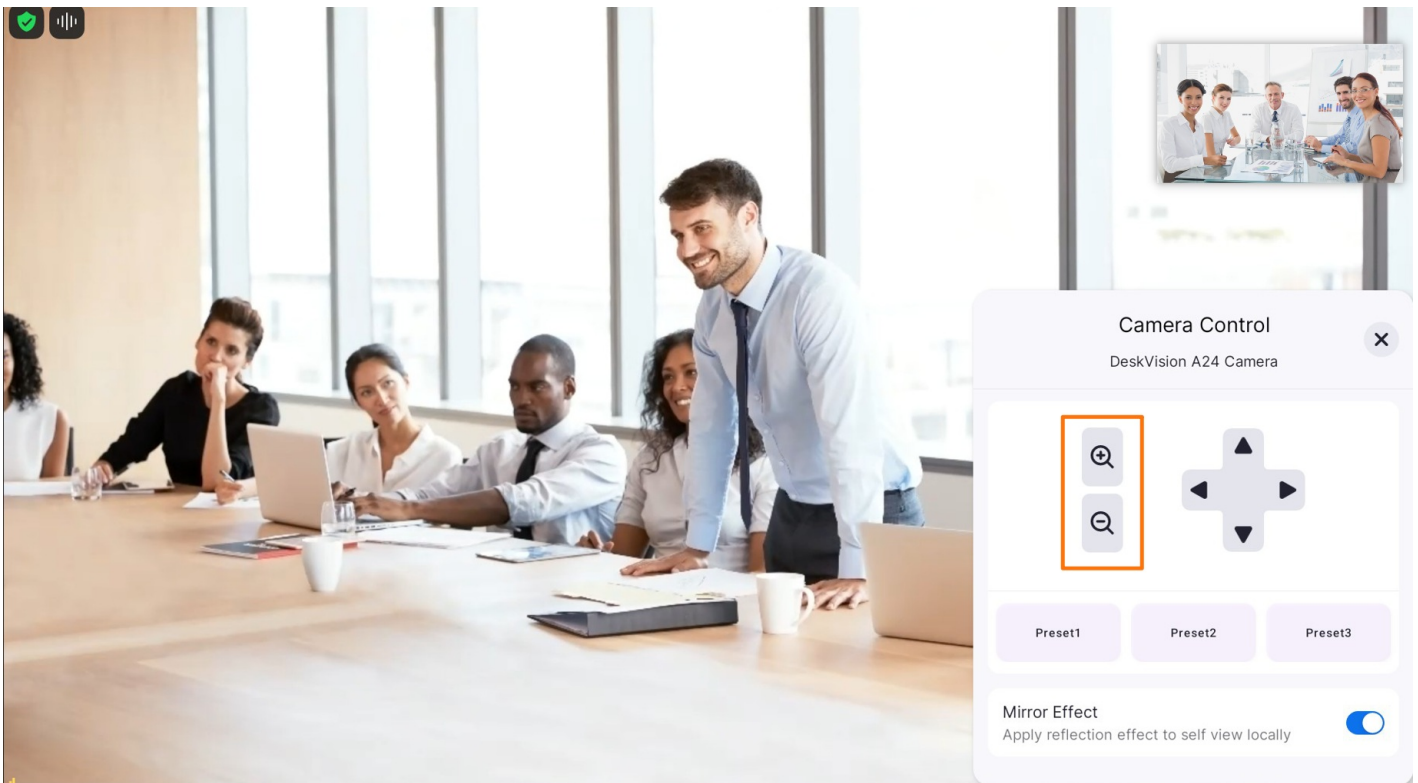 Camera Control
DeskVision A24 Camera
Preset1 Preset2 Preset3
Mirror Effect
Apply reflection effect to self view locally